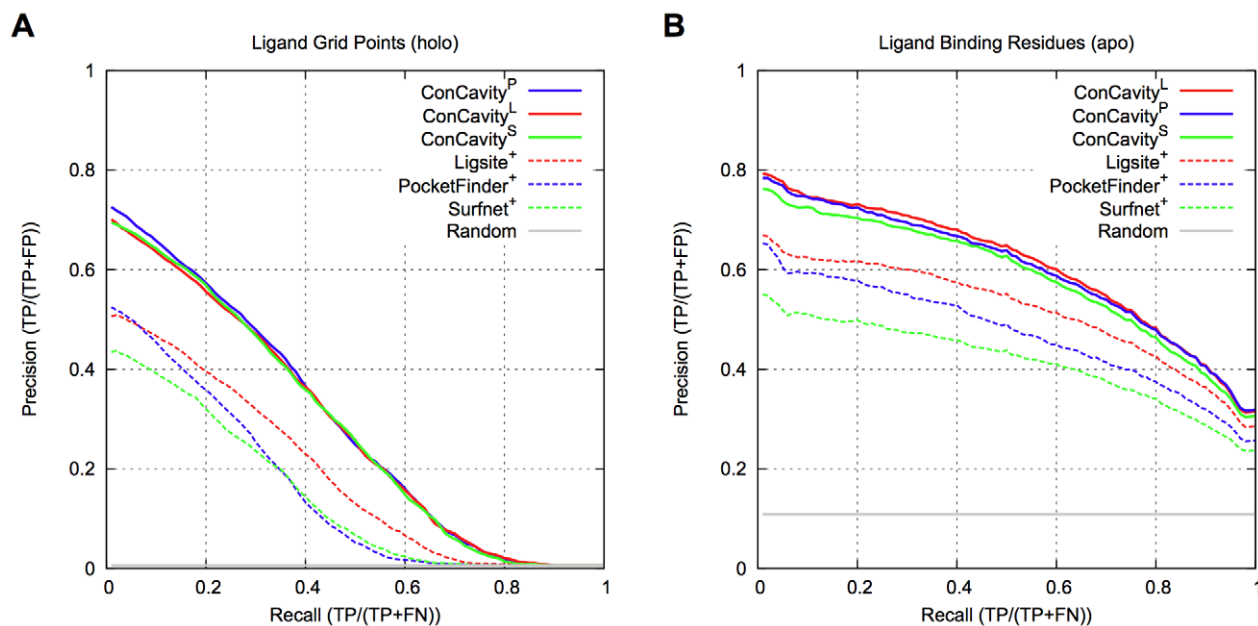 A
Ligand Grid Points (holo)
1
0.8
0.6
0.4
0.2
0
0
0.2
0.4
0.6
0.8
1
Precision (TP/(TP+FP))
Recall (TP/(TP+FN))
ConCavity^P
ConCavity^L
ConCavity^S
Ligsite^+
PocketFinder^+
Surfnet^+
Random
B
Ligand Binding Residues (apo)
1
0.8
0.6
0.4
0.2
0
0
0.2
0.4
0.6
0.8
1
Precision (TP/(TP+FP))
Recall (TP/(TP+FN))
ConCavity^L
ConCavity^P
ConCavity^S
Ligsite^+
PocketFinder^+
Surfnet^+
Random